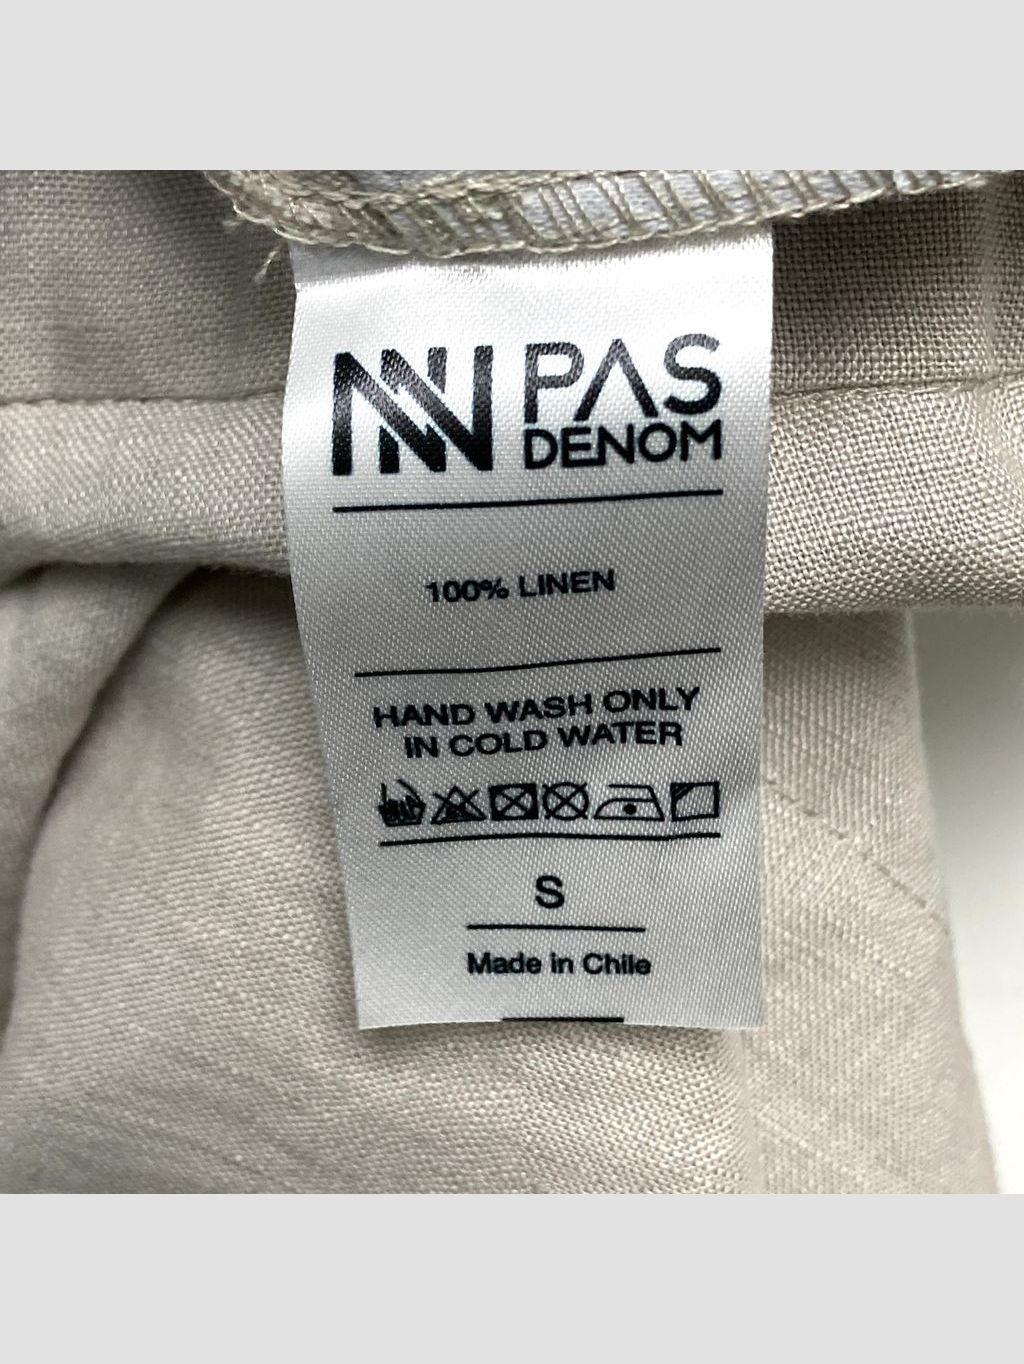 PAS
DENOM
100% LINEN
HAND WASH ONLY
IN COLD WATER
S
Made in Chile